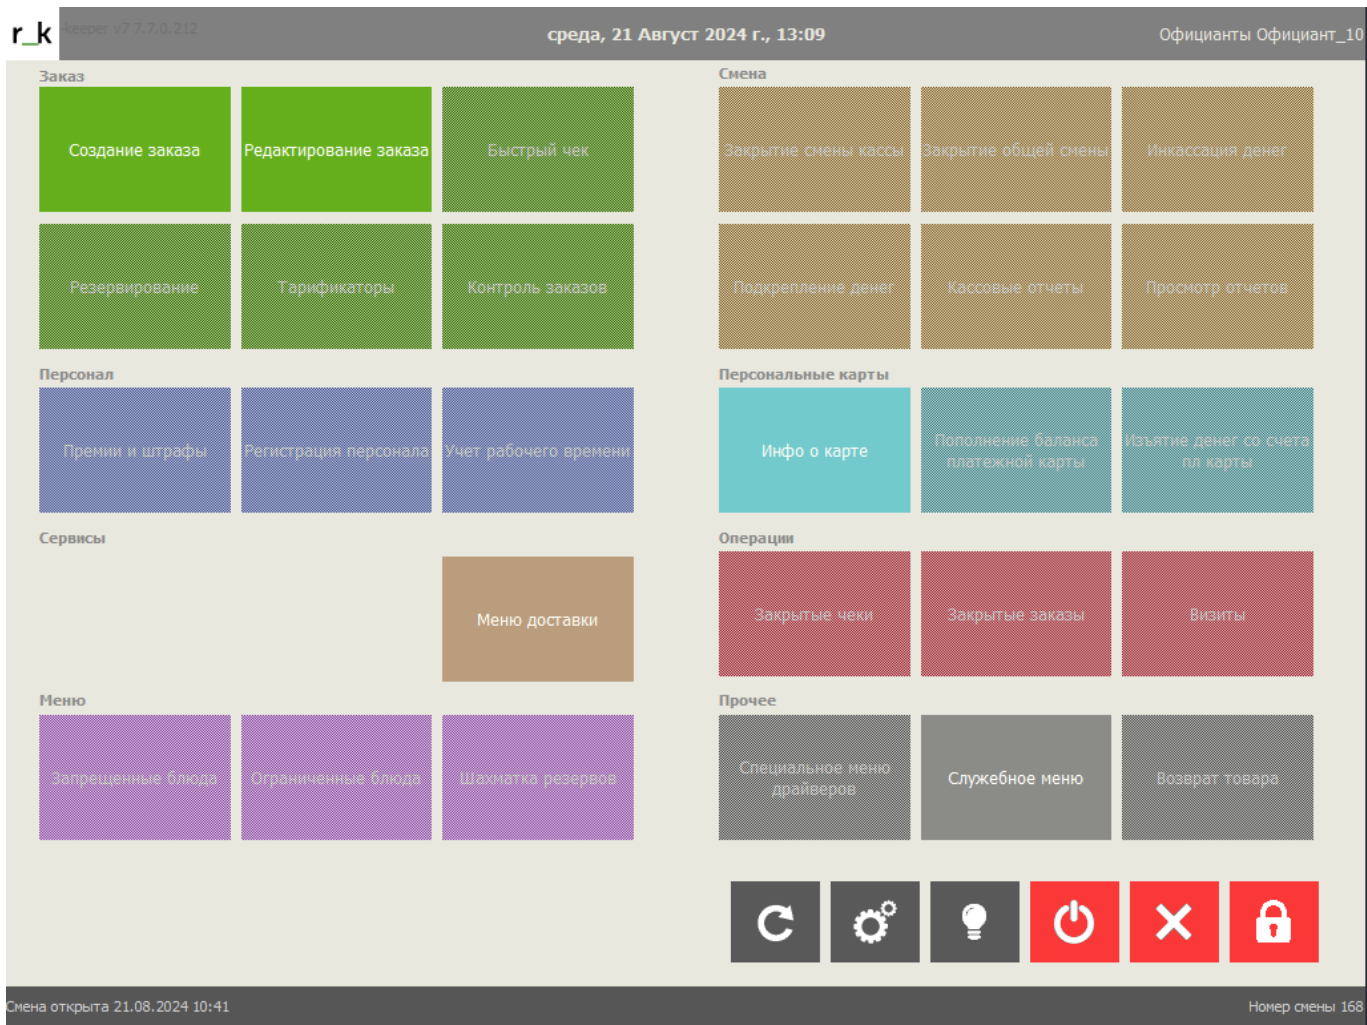 r_k
-keeper v7 7.7.0.212
среда, 21 Август 2024 г., 13:09
Официанты Официант_10
Заказ
Создание заказа
Редактирование заказа
Быстрый чек
Резервирование
Тарификаторы
Контроль заказов
Смена
Закрытие смены кассы
Закрытие общей смены
Инкассация денег
Подкрепление денег
Кассовые отчеты
Просмотр отчетов
Персонал
Премии и штрафы
Регистрация персонала
Учет рабочего времени
Персональные карты
Инфо о карте
Пополнение баланса
платежной карты
Изъятие денег со счета
пл карты
Сервисы
Меню доставки
Операции
Закрытые чеки
Закрытые заказы
Визиты
Меню
Запрещенные блюда
Ограниченные блюда
Шахматка резервов
Прочее
Специальное меню
драйверов
Служебное меню
Возврат товара
Смена открыта 21.08.2024 10:41
Номер смены 168